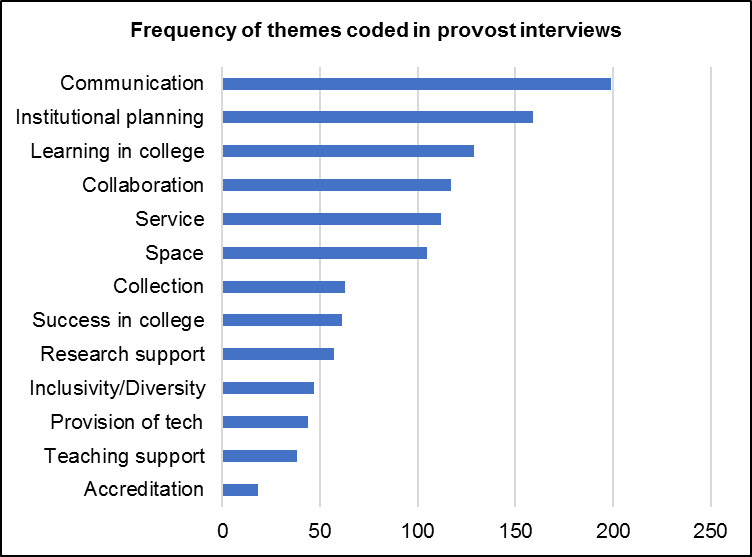 Frequency of themes coded in provost interviews
Communication
Institutional planning
Learning in college
Collaboration
Service
Space
Collection
Success in college
Research support
Inclusivity/Diversity
Provision of tech
Teaching support
Accreditation
0 50 100 150 200 250